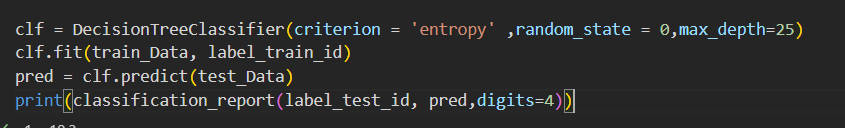 clf = DecisionTreeClassifier(criterion = 'entropy' ,random_state = 0,max_depth=25)
clf.fit(train_Data, label_train_id)
pred = clf.predict(test_Data)
print(classification_report(label_test_id, pred,digits=4))